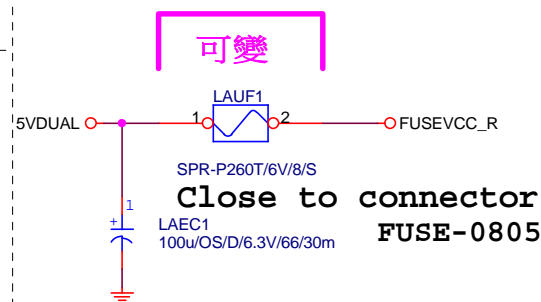 可變
LAUF1
5VDUAL
1
2
FUSEVCC_R
SPR-P260T/6V/8/S
Close to connector
1
+
LAEC1
100u/OS/D/6.3V/66/30m
FUSE-0805